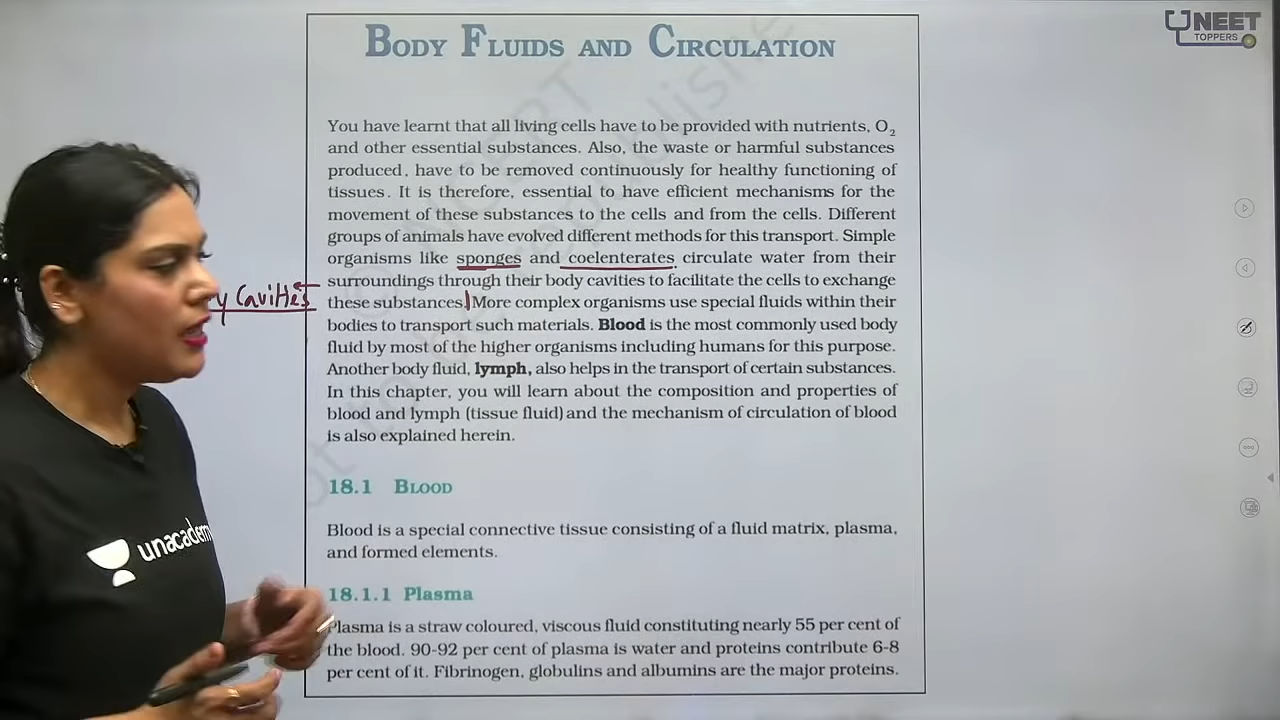 BODY FLUIDS AND CIRCULATION
UNEET
TOPPERS
You have learnt that all living cells have to be provided with nutrients, O₂
and other essential substances. Also, the waste or harmful substances
produced, have to be removed continuously for healthy functioning of
tissues. It is therefore, essential to have efficient mechanisms for the
movement of these substances to the cells and from the cells. Different
groups of animals have evolved different methods for this transport. Simple
organisms like sponges and coelenterates circulate water from their
surroundings through their body cavities to facilitate the cells to exchange
y Cavities
these substances. More complex organisms use special fluids within their
bodies to transport such materials. Blood is the most commonly used body
fluid by most of the higher organisms including humans for this purpose.
Another body fluid, lymph, also helps in the transport of certain substances.
In this chapter, you will learn about the composition and properties of
blood and lymph (tissue fluid) and the mechanism of circulation of blood
is also explained herein.
18.1 BLOOD
Blood is a special connective tissue consisting of a fluid matrix, plasma,
and formed elements.
unacadem
18.1.1 Plasma
Plasma is a straw coloured, viscous fluid constituting nearly 55 per cent of
the blood. 90-92 per cent of plasma is water and proteins contribute 6-8
per cent of it. Fibrinogen, globulins and albumins are the major proteins.